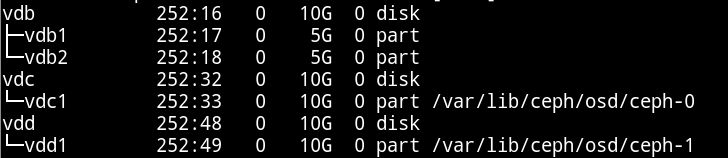 vdb 252:16 0 10G 0 disk
├─vdb1 252:17 0 5G 0 part
└─vdb2 252:18 0 5G 0 part
vdc 252:32 0 10G 0 disk
└─vdc1 252:33 0 10G 0 part /var/lib/ceph/osd/ceph-0
vdd 252:48 0 10G 0 disk
└─vdd1 252:49 0 10G 0 part /var/lib/ceph/osd/ceph-1